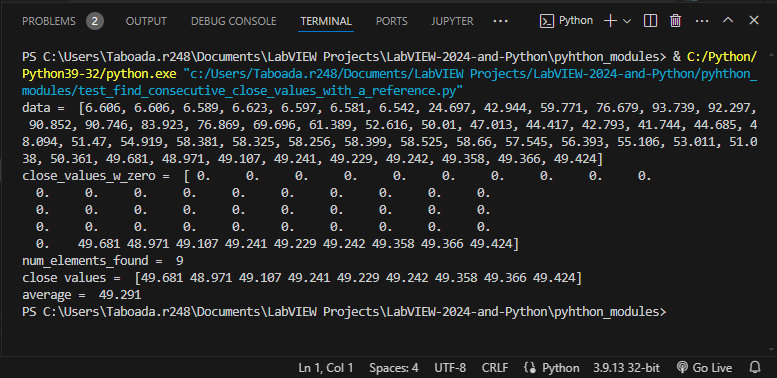 PROBLEMS 2 OUTPUT DEBUG CONSOLE TERMINAL PORTS JUPYTER ··· Python
PS C:\Users\Taboada.r248\Documents\LabVIEW Projects\LabVIEW-2024-and-Python\pyhthon_modules> & C:/Python/
Python39-32/python.exe "c:/Users/Taboada.r248/Documents/LabVIEW Projects/LabVIEW-2024-and-Python/pyhthon_
modules/test_find_consecutive_close_values_with_a_reference.py"
data =  [6.606, 6.606, 6.589, 6.623, 6.597, 6.581, 6.542, 24.697, 42.944, 59.771, 76.679, 93.739, 92.297,
 90.852, 90.746, 83.923, 76.869, 69.696, 61.389, 52.616, 50.01, 47.013, 44.417, 42.793, 41.744, 44.685, 4
8.094, 51.47, 54.919, 58.381, 58.325, 58.256, 58.399, 58.525, 58.66, 57.545, 56.393, 55.106, 53.011, 51.0
38, 50.361, 49.681, 48.971, 49.107, 49.241, 49.229, 49.242, 49.358, 49.366, 49.424]
close_values_w_zero =  [ 0.     0.     0.     0.     0.     0.     0.     0.     0.     0.
  0.     0.     0.     0.     0.     0.     0.     0.     0.     0.
  0.     0.     0.     0.     0.     0.     0.     0.     0.     0.
  0.     0.     0.     0.     0.     0.     0.     0.     0.     0.
  0.    49.681 48.971 49.107 49.241 49.229 49.242 49.358 49.366 49.424]
num_elements_found =  9
close values =  [49.681 48.971 49.107 49.241 49.229 49.242 49.358 49.366 49.424]
average =  49.291
PS C:\Users\Taboada.r248\Documents\LabVIEW Projects\LabVIEW-2024-and-Python\pyhthon_modules>
Ln 1, Col 1 Spaces: 4 UTF-8 CRLF Python 3.9.13 32-bit Go Live